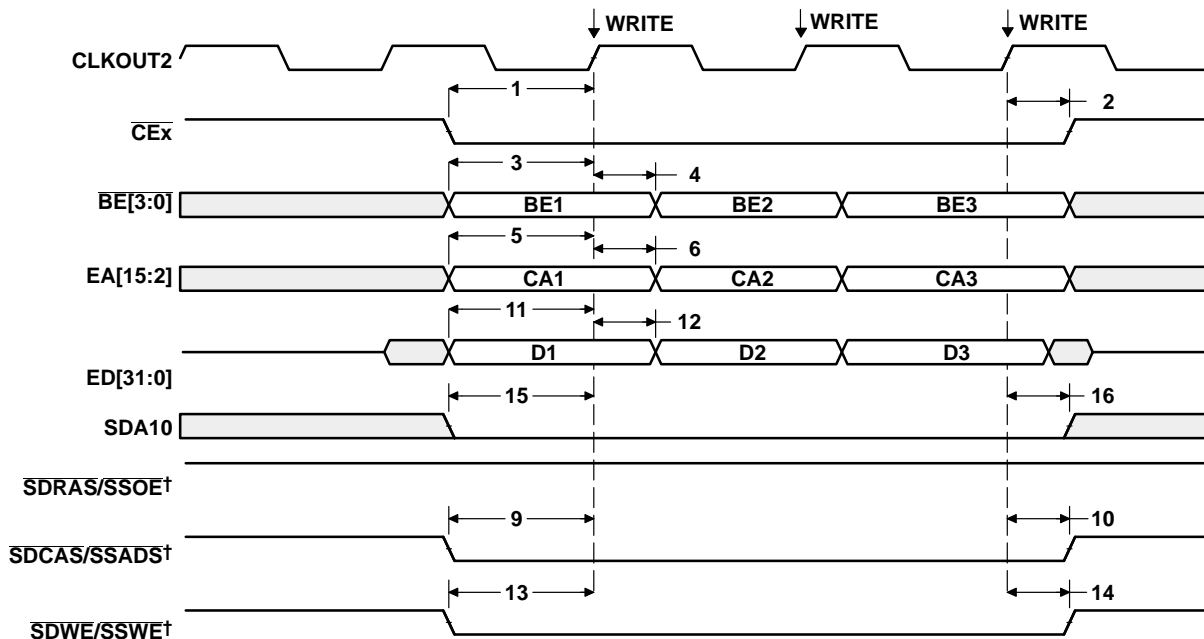 WRITE WRITE WRITE
CLKOUT2
1 2
CEx
3 4
BE[3:0] BE1 BE2 BE3
5 6
EA[15:2] CA1 CA2 CA3
11 12
D1 D2 D3
ED[31:0]
15 16
SDA10
SDRAS/SSOE†
9 10
SDCAS/SSADS†
13 14
SDWE/SSWE†